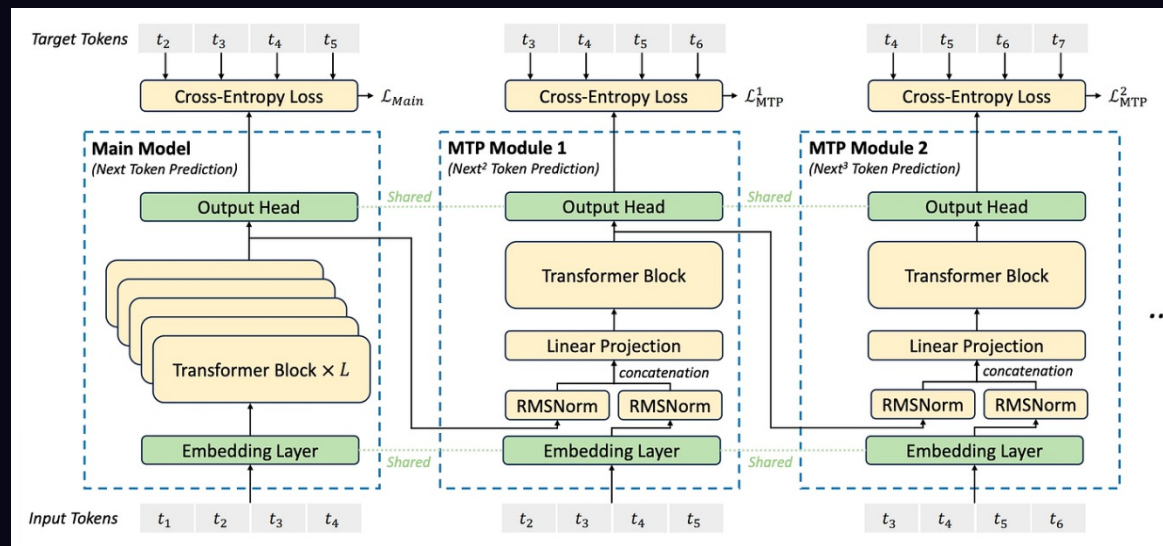 Target Tokens t₂ t₃ t₄ t₅ t₃ t₄ t₅ t₆ t₄ t₅ t₆ t₇
Cross-Entropy Loss ℒ_Main Cross-Entropy Loss ℒ¹_MTP Cross-Entropy Loss ℒ²_MTP
Main Model MTP Module 1 MTP Module 2
(Next Token Prediction) (Next² Token Prediction) (Next³ Token Prediction)
Output Head Shared Output Head Shared Output Head
Transformer Block Transformer Block
Linear Projection Linear Projection
Transformer Block × L concatenation concatenation
RMSNorm RMSNorm RMSNorm RMSNorm
Embedding Layer Shared Embedding Layer Shared Embedding Layer
Input Tokens t₁ t₂ t₃ t₄ t₂ t₃ t₄ t₅ t₃ t₄ t₅ t₆